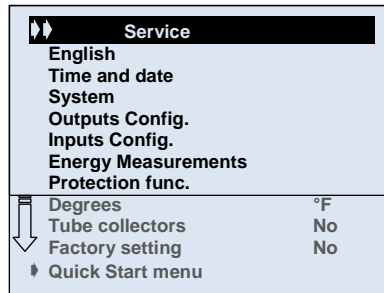 Service
English
Time and date
System
Outputs Config.
Inputs Config.
Energy Measurements
Protection func.
Degrees °F
Tube collectors No
Factory setting No
Quick Start menu